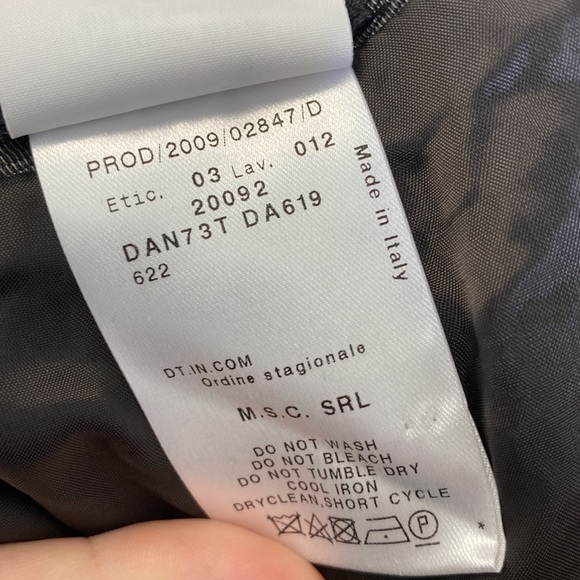 PROD/2009/02847/D
Etic. 03 Lav. 012
20092
DAN73T DA619
622
Made in Italy
DT.IN.COM
Ordine stagionale
M.S.C. SRL
DO NOT WASH
DO NOT BLEACH
DO NOT TUMBLE DRY
COOL IRON
DRYCLEAN,SHORT CYCLE
P
*